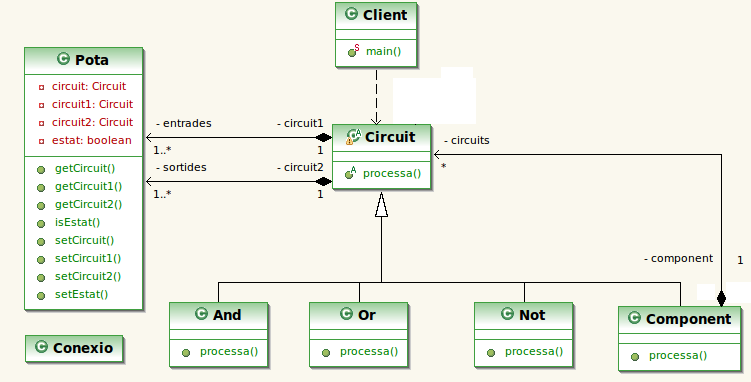 Client
main()
Pota
circuit: Circuit
circuit1: Circuit
circuit2: Circuit
estat: boolean
getCircuit()
getCircuit1()
getCircuit2()
isEstat()
setCircuit()
setCircuit1()
setCircuit2()
setEstat()
- entrades
- circuit1
1..*
1
- sortides
- circuit2
1..*
1
Circuit
processa()
- circuits
*
- component
1
And
processa()
Or
processa()
Not
processa()
Component
processa()
Conexio